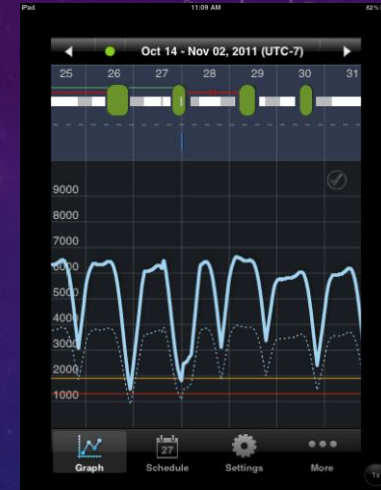 iPad 11:09 AM 82%
Oct 14 - Nov 02, 2011 (UTC-7)
25 26 27 28 29 30 31
9000
8000
7000
6000
5000
4000
3000
2000
1000
27
Graph Schedule Settings More
1x